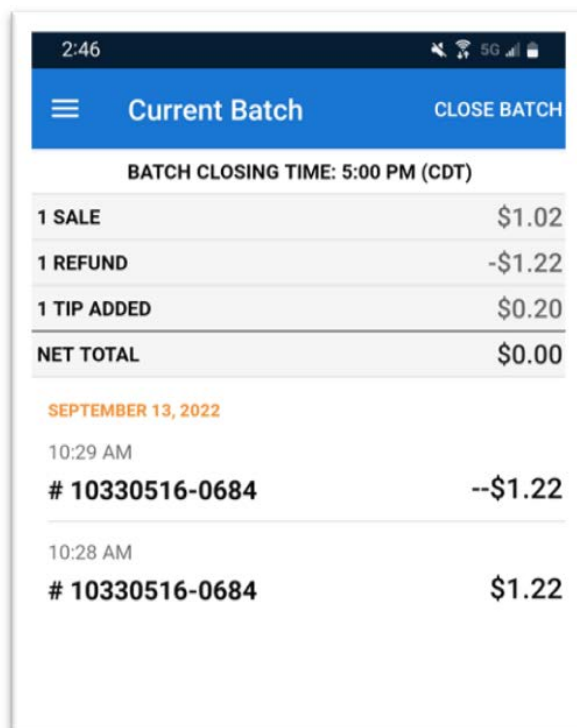 2:46 5G
Current Batch CLOSE BATCH
BATCH CLOSING TIME: 5:00 PM (CDT)
1 SALE $1.02
1 REFUND -$1.22
1 TIP ADDED $0.20
NET TOTAL $0.00
SEPTEMBER 13, 2022
10:29 AM
# 10330516-0684 --$1.22
10:28 AM
# 10330516-0684 $1.22